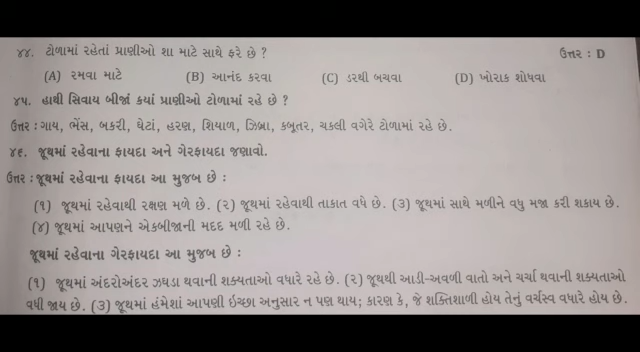 ૪૪. ટોળામાં રહેતાં પ્રાણીઓ શા માટે સાથે ફરે છે ? ઉત્તર : D
(A) રમવા માટે (B) આનંદ કરવા (C) ડરથી બચવા (D) ખોરાક શોધવા
૪૫. હાથી સિવાય બીજાં કયાં પ્રાણીઓ ટોળામાં રહે છે ?
ઉત્તર : ગાય, ભેંસ, બકરી, ઘેટાં, હરણ, શિયાળ, ઝિબ્રા, કબૂતર, ચકલી વગેરે ટોળામાં રહે છે.
૪૬. જૂથમાં રહેવાના ફાયદા અને ગેરફાયદા જણાવો.
ઉત્તર : જૂથમાં રહેવાના ફાયદા આ મુજબ છે :
(૧) જૂથમાં રહેવાથી રક્ષણ મળે છે. (૨) જૂથમાં રહેવાથી તાકાત વધે છે. (૩) જૂથમાં સાથે મળીને વધુ મજા કરી શકાય છે.
(૪) જૂથમાં આપણને એકબીજાની મદદ મળી રહે છે.
જૂથમાં રહેવાના ગેરફાયદા આ મુજબ છે :
(૧) જૂથમાં અંદરોઅંદર ઝઘડા થવાની શક્યતાઓ વધારે રહે છે. (૨) જૂથથી આડી-અવળી વાતો અને ચર્ચા થવાની શક્યતાઓ
વધી જાય છે. (૩) જૂથમાં હંમેશાં આપણી ઇચ્છા અનુસાર ન પણ થાય; કારણ કે, જે શક્તિશાળી હોય તેનું વર્ચસ્વ વધારે હોય છે.